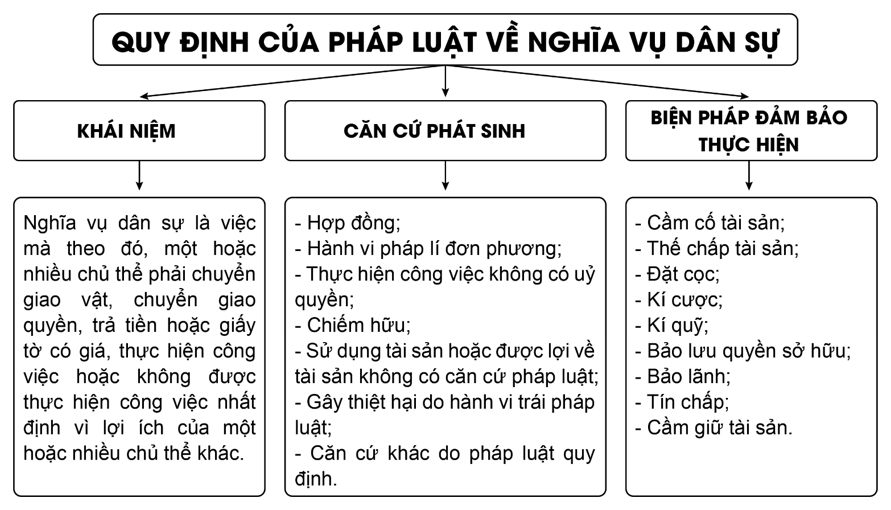 QUY ĐỊNH CỦA PHÁP LUẬT VỀ NGHĨA VỤ DÂN SỰ
KHÁI NIỆM
Nghĩa vụ dân sự là việc
mà theo đó, một hoặc
nhiều chủ thể phải chuyển
giao vật, chuyển giao
quyền, trả tiền hoặc giấy
tờ có giá, thực hiện công
việc hoặc không được
thực hiện công việc nhất
định vì lợi ích của một
hoặc nhiều chủ thể khác.
CĂN CỨ PHÁT SINH
- Hợp đồng;
- Hành vi pháp lí đơn phương;
- Thực hiện công việc không có uỷ
quyền;
- Chiếm hữu;
- Sử dụng tài sản hoặc được lợi về
tài sản không có căn cứ pháp luật;
- Gây thiệt hại do hành vi trái pháp
luật;
- Căn cứ khác do pháp luật quy
định.
BIỆN PHÁP ĐẢM BẢO
THỰC HIỆN
- Cầm cố tài sản;
- Thế chấp tài sản;
- Đặt cọc;
- Kí cược;
- Kí quỹ;
- Bảo lưu quyền sở hữu;
- Bảo lãnh;
- Tín chấp;
- Cầm giữ tài sản.